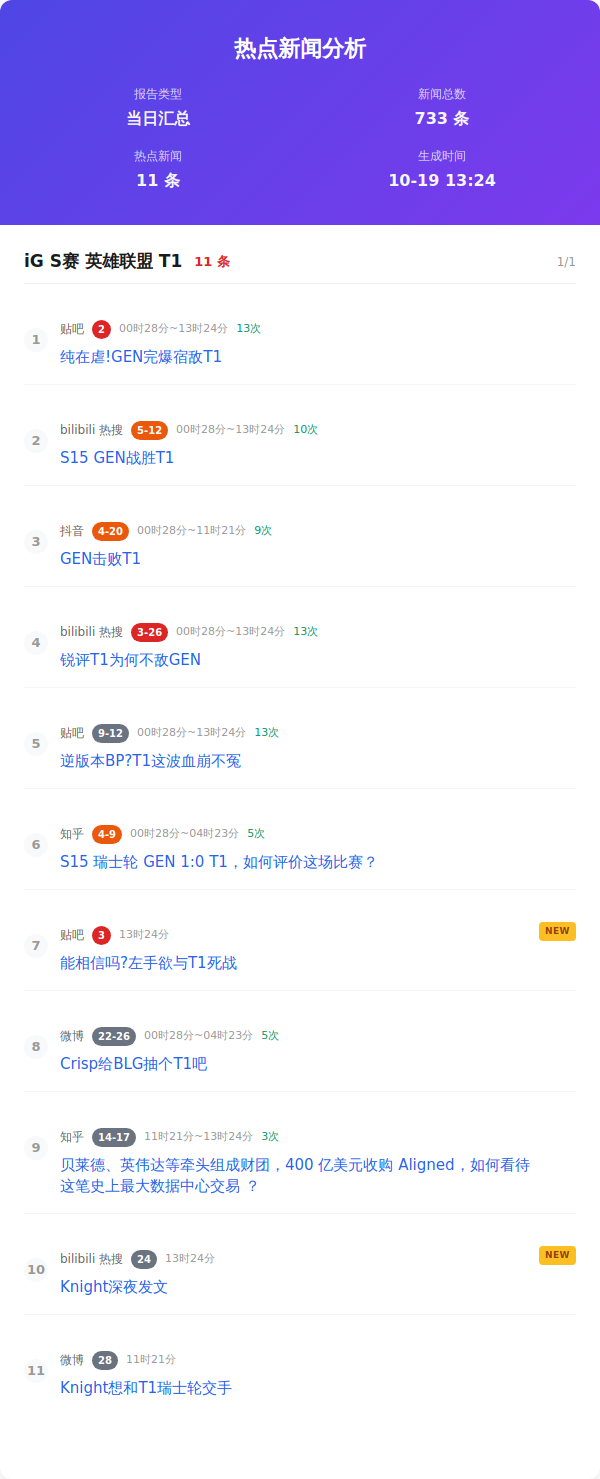 热点新闻分析
报告类型
新闻总数
当日汇总
733 条
热点新闻
生成时间
11 条
10-19 13:24
iG S赛 英雄联盟 T1 11 条 1/1
1
贴吧 2 00时28分~13时24分 13次
纯在虐!GEN完爆宿敌T1
2
bilibili 热搜 5-12 00时28分~13时24分 10次
S15 GEN战胜T1
3
抖音 4-20 00时28分~11时21分 9次
GEN击败T1
4
bilibili 热搜 3-26 00时28分~13时24分 13次
锐评T1为何不敌GEN
5
贴吧 9-12 00时28分~13时24分 13次
逆版本BP?T1这波血崩不冤
6
知乎 4-9 00时28分~04时23分 5次
S15 瑞士轮 GEN 1:0 T1，如何评价这场比赛？
7
贴吧 3 13时24分 NEW
能相信吗?左手欲与T1死战
8
微博 22-26 00时28分~04时23分 5次
Crisp给BLG抽个T1吧
9
知乎 14-17 11时21分~13时24分 3次
贝莱德、英伟达等牵头组成财团，400 亿美元收购 Aligned，如何看待
这笔史上最大数据中心交易 ？
10
bilibili 热搜 24 13时24分 NEW
Knight深夜发文
11
微博 28 11时21分
Knight想和T1瑞士轮交手